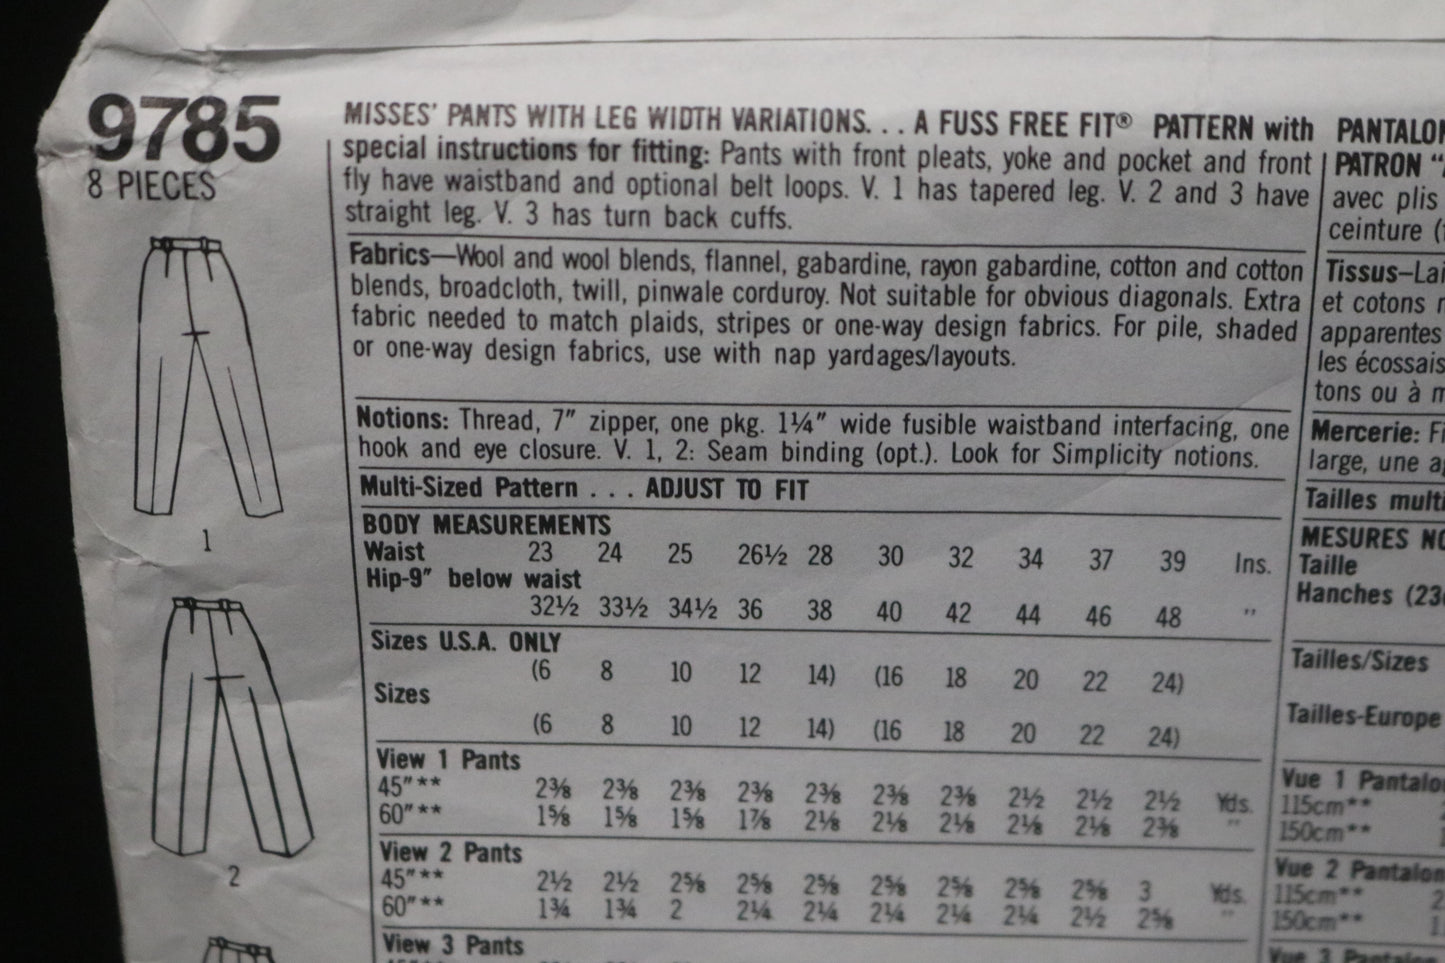 9785
8 PIECES
1
2
MISSES' PANTS WITH LEG WIDTH VARIATIONS. . . A FUSS FREE FIT® PATTERN with
special instructions for fitting: Pants with front pleats, yoke and pocket and front
fly have waistband and optional belt loops. V. 1 has tapered leg. V. 2 and 3 have
straight leg. V. 3 has turn back cuffs.
Fabrics—Wool and wool blends, flannel, gabardine, rayon gabardine, cotton and cotton
blends, broadcloth, twill, pinwale corduroy. Not suitable for obvious diagonals. Extra
fabric needed to match plaids, stripes or one-way design fabrics. For pile, shaded
or one-way design fabrics, use with nap yardages/layouts.
Notions: Thread, 7″ zipper, one pkg. 1¼″ wide fusible waistband interfacing, one
hook and eye closure. V. 1, 2: Seam binding (opt.). Look for Simplicity notions.
Multi-Sized Pattern . . . ADJUST TO FIT
BODY MEASUREMENTS
Waist 23 24 25 26½ 28 30 32 34 37 39 Ins.
Hip-9″ below waist
32½ 33½ 34½ 36 38 40 42 44 46 48 ″
Sizes U.S.A. ONLY
(6 8 10 12 14) (16 18 20 22 24)
Sizes
(6 8 10 12 14) (16 18 20 22 24)
View 1 Pants
45″** 2⅜ 2⅜ 2⅜ 2⅜ 2⅜ 2⅜ 2⅜ 2½ 2½ 2½ Yds.
60″** 1⅝ 1⅝ 1⅝ 1⅞ 2⅛ 2⅛ 2⅛ 2⅛ 2⅛ 2⅜ ″
View 2 Pants
45″** 2½ 2½ 2⅝ 2⅝ 2⅝ 2⅝ 2⅝ 2⅝ 2⅝ 3 Yds.
60″** 1¾ 1¾ 2 2¼ 2¼ 2¼ 2¼ 2¼ 2½ 2⅝ ″
View 3 Pants
PANTALO
PATRON “
avec plis
ceinture (
Tissus–Lai
et cotons
apparentes
les écossais
tons ou à
Mercerie: Fi
large, une a
Tailles multi
MESURES NO
Taille
Hanches (23
Tailles/Sizes
Tailles-Europe
Vue 1 Pantalo
115cm**
150cm**
Vue 2 Pantalon
115cm** 2
150cm** 1
Vue 3 Pantalon